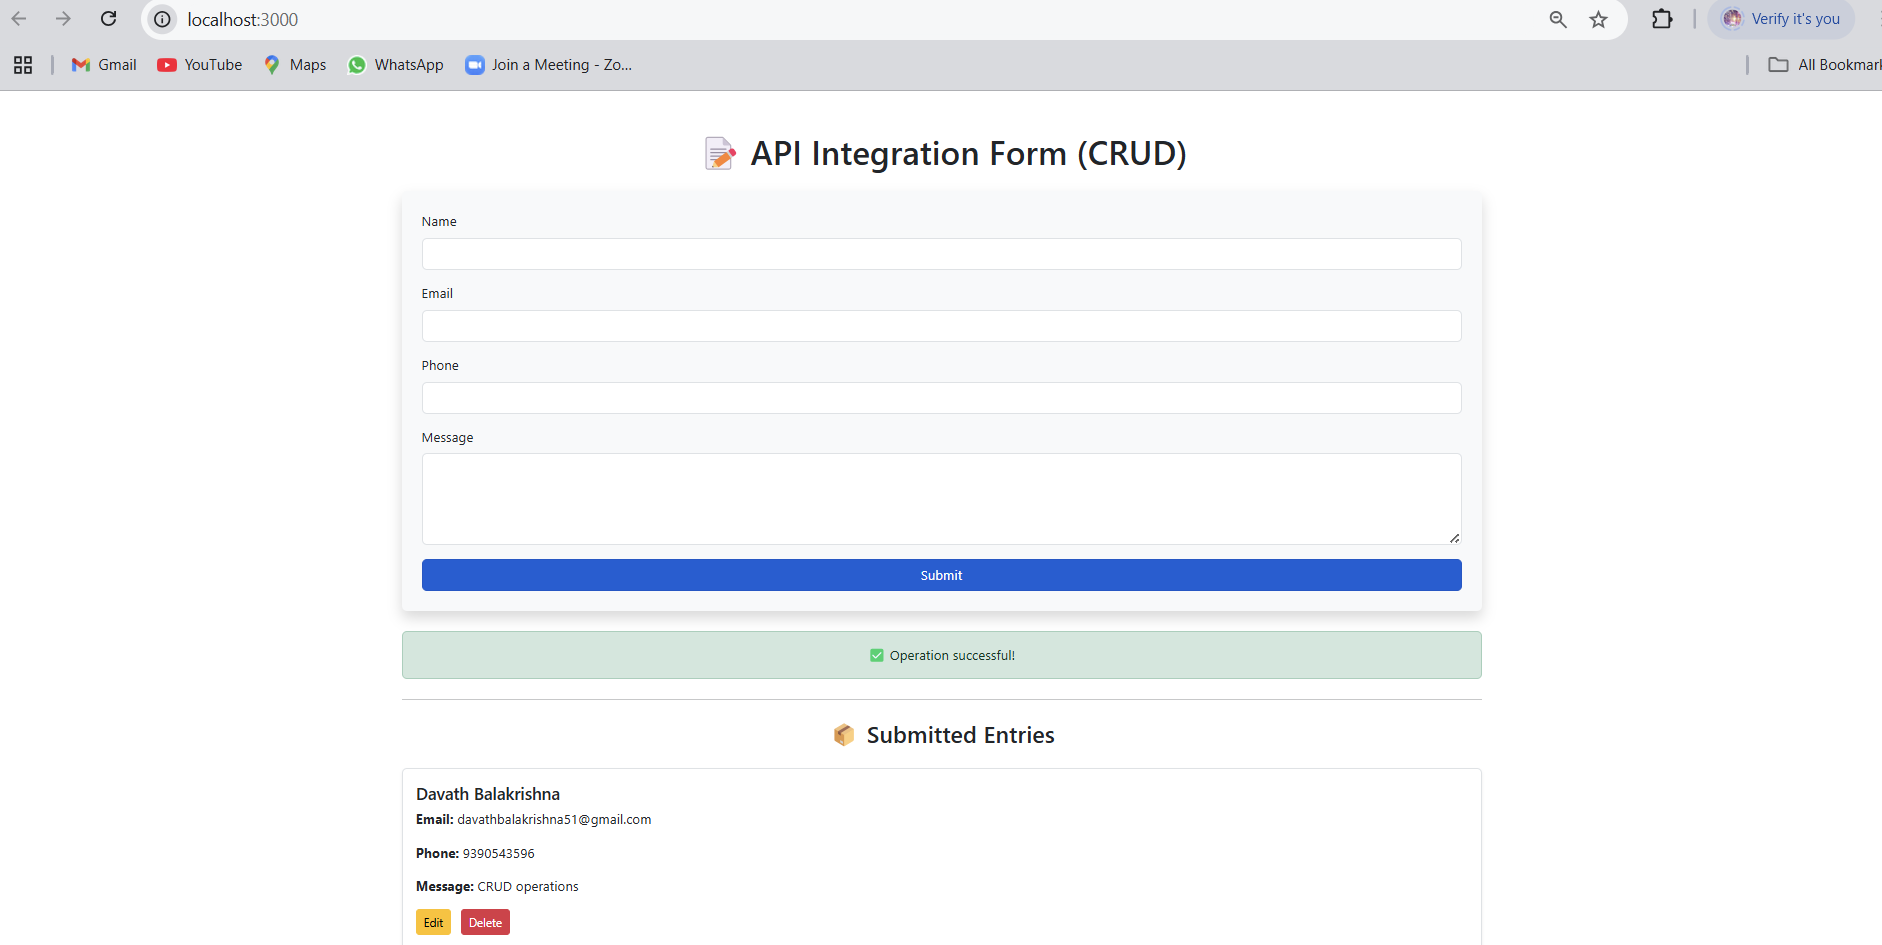 localhost:3000
Verify it's you
Gmail YouTube Maps WhatsApp Join a Meeting - Zo... All Bookmark
API Integration Form (CRUD)
Name
Email
Phone
Message
Submit
Operation successful!
Submitted Entries
Davath Balakrishna
Email: davathbalakrishna51@gmail.com
Phone: 9390543596
Message: CRUD operations
Edit Delete